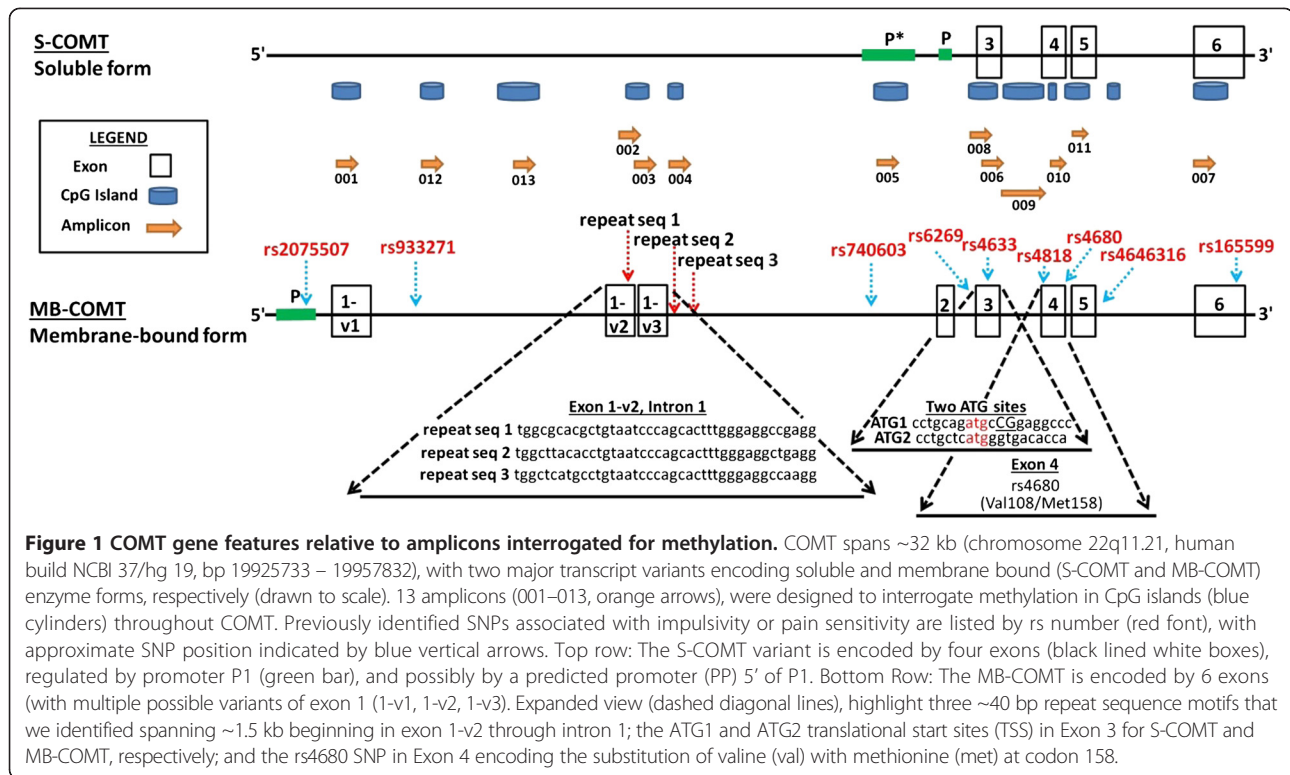 S-COMT
Soluble form
5'
P*
P
3
4
5
6
3'
LEGEND
Exon
CpG Island
Amplicon
001
012
013
002
003
004
005
008
006
009
010
011
007
repeat seq 1
repeat seq 2
repeat seq 3
rs2075507
rs933271
rs740603
rs6269
rs4633
rs4818
rs4680
rs4646316
rs165599
MB-COMT
Membrane-bound form
5'
P
1-
v1
1-
v2
1-
v3
2
3
4
5
6
3'
Exon 1-v2, Intron 1
repeat seq 1 tggcgcacgctgtaatcccagcactttgggaggccgagg
repeat seq 2 tggcttacacctgtaatcccagcactttgggaggctgagg
repeat seq 3 tggctcatgcctgtaatcccagcactttgggaggccaagg
Two ATG sites
ATG1 cctgcagatgcCGgaggccc
ATG2 cctgctcatgggtgacacca
Exon 4
rs4680
(Val108/Met158)
Figure 1 COMT gene features relative to amplicons interrogated for methylation. COMT spans ~32 kb (chromosome 22q11.21, human
build NCBI 37/hg 19, bp 19925733 – 19957832), with two major transcript variants encoding soluble and membrane bound (S-COMT and MB-COMT)
enzyme forms, respectively (drawn to scale). 13 amplicons (001–013, orange arrows), were designed to interrogate methylation in CpG islands (blue
cylinders) throughout COMT. Previously identified SNPs associated with impulsivity or pain sensitivity are listed by rs number (red font), with
approximate SNP position indicated by blue vertical arrows. Top row: The S-COMT variant is encoded by four exons (black lined white boxes),
regulated by promoter P1 (green bar), and possibly by a predicted promoter (PP) 5' of P1. Bottom Row: The MB-COMT is encoded by 6 exons
(with multiple possible variants of exon 1 (1-v1, 1-v2, 1-v3). Expanded view (dashed diagonal lines), highlight three ~40 bp repeat sequence motifs that
we identified spanning ~1.5 kb beginning in exon 1-v2 through intron 1; the ATG1 and ATG2 translational start sites (TSS) in Exon 3 for S-COMT and
MB-COMT, respectively; and the rs4680 SNP in Exon 4 encoding the substitution of valine (val) with methionine (met) at codon 158.